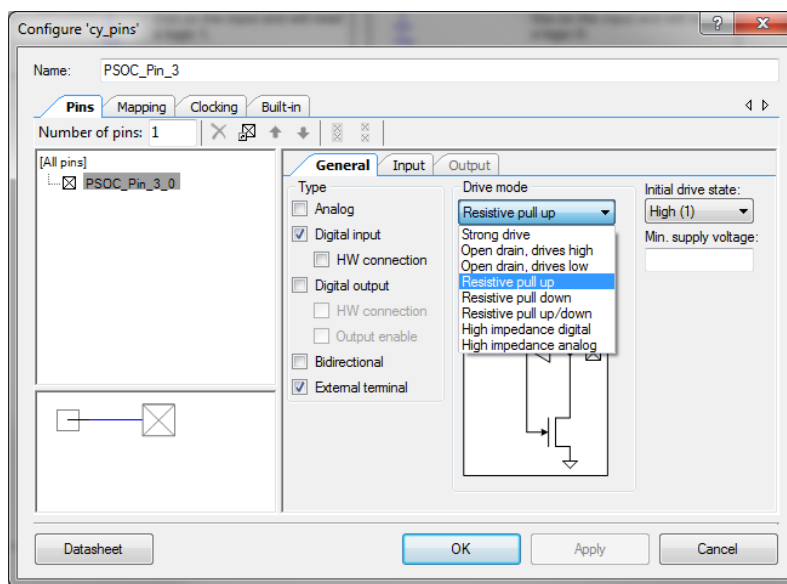 Configure 'cy_pins'
Name: PSOC_Pin_3
Pins Mapping Clocking Built-in
Number of pins: 1
[All pins]
PSOC_Pin_3_0
General Input Output
Type
Analog
Digital input
HW connection
Digital output
HW connection
Output enable
Bidirectional
External terminal
Drive mode
Resistive pull up
Strong drive
Open drain, drives high
Open drain, drives low
Resistive pull up
Resistive pull down
Resistive pull up/down
High impedance digital
High impedance analog
Initial drive state:
High (1)
Min. supply voltage:
Datasheet OK Apply Cancel